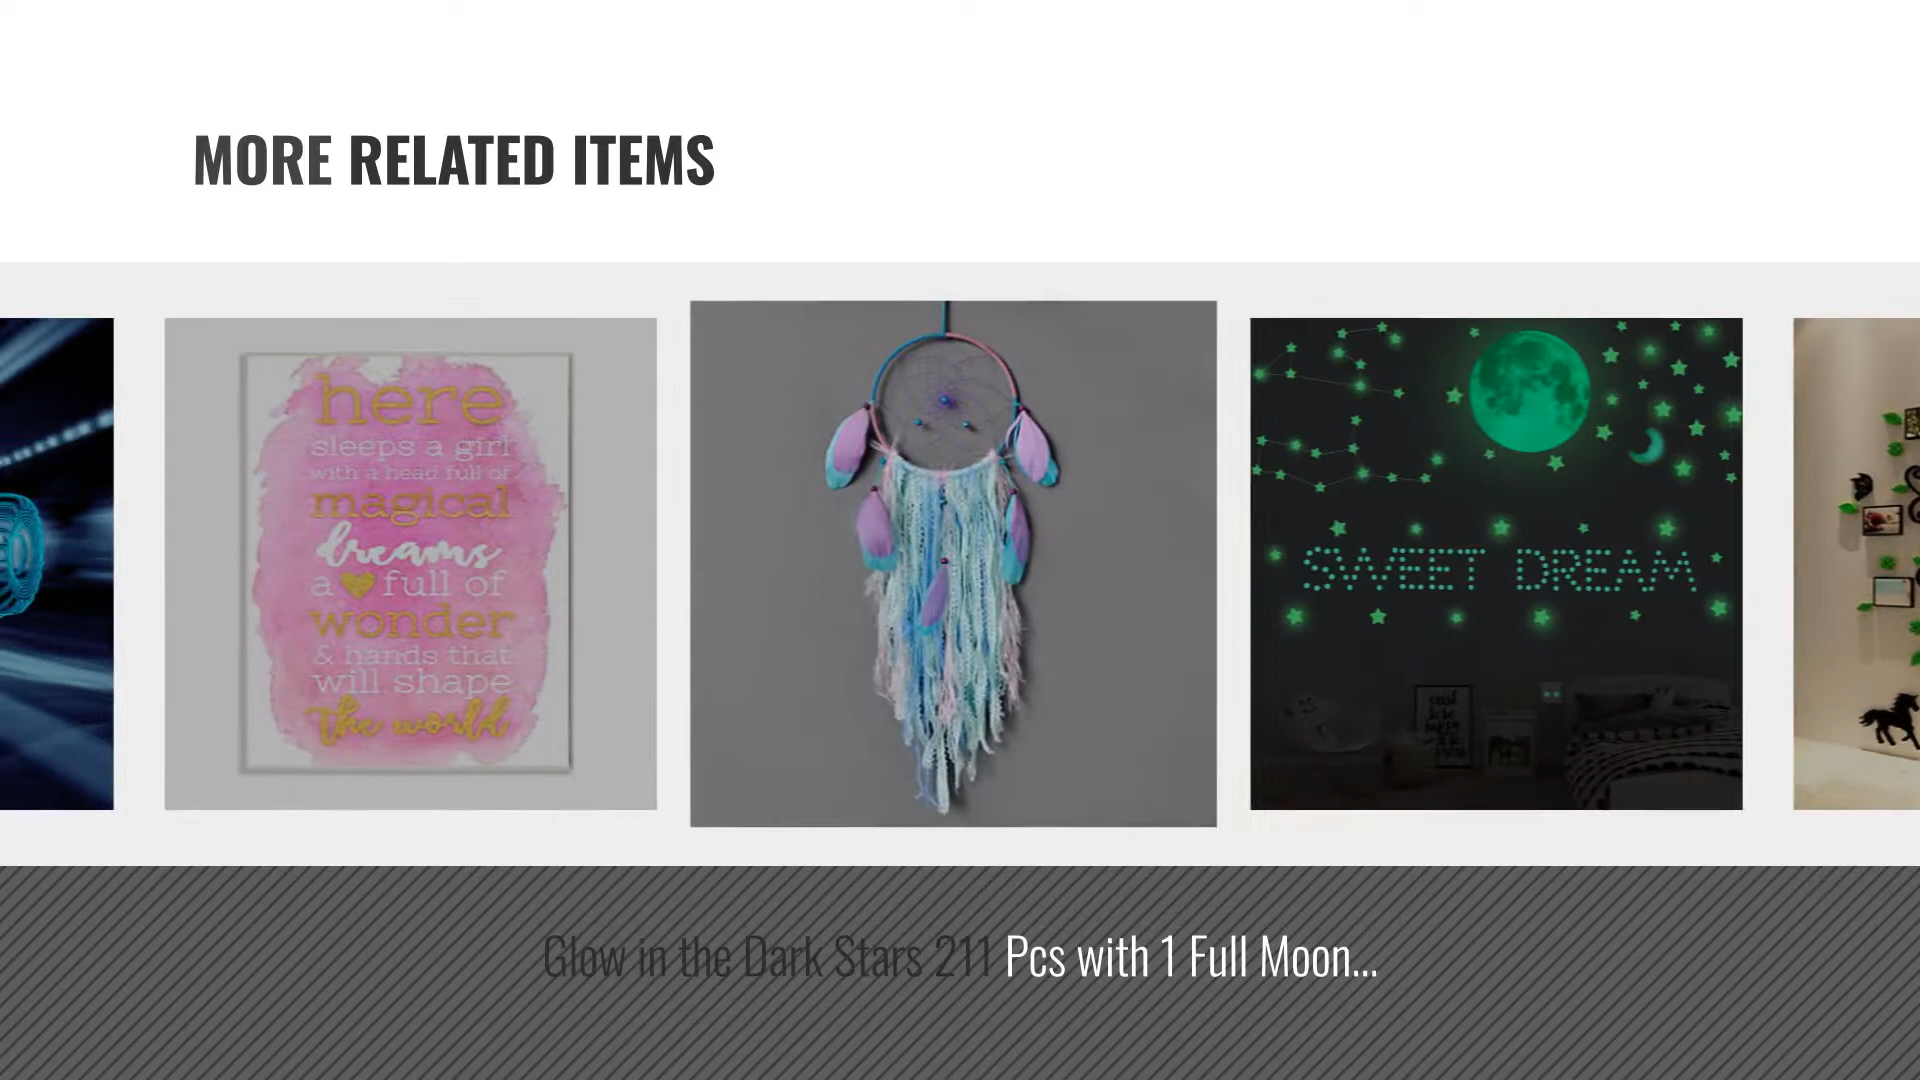 MORE RELATED ITEMS
here
sleeps a girl
with a head full of
magical
dreams
a full of
wonder
& hands that
will shape
the world
SWEET DREAM
Glow in the Dark Stars 211 Pcs with 1 Full Moon...